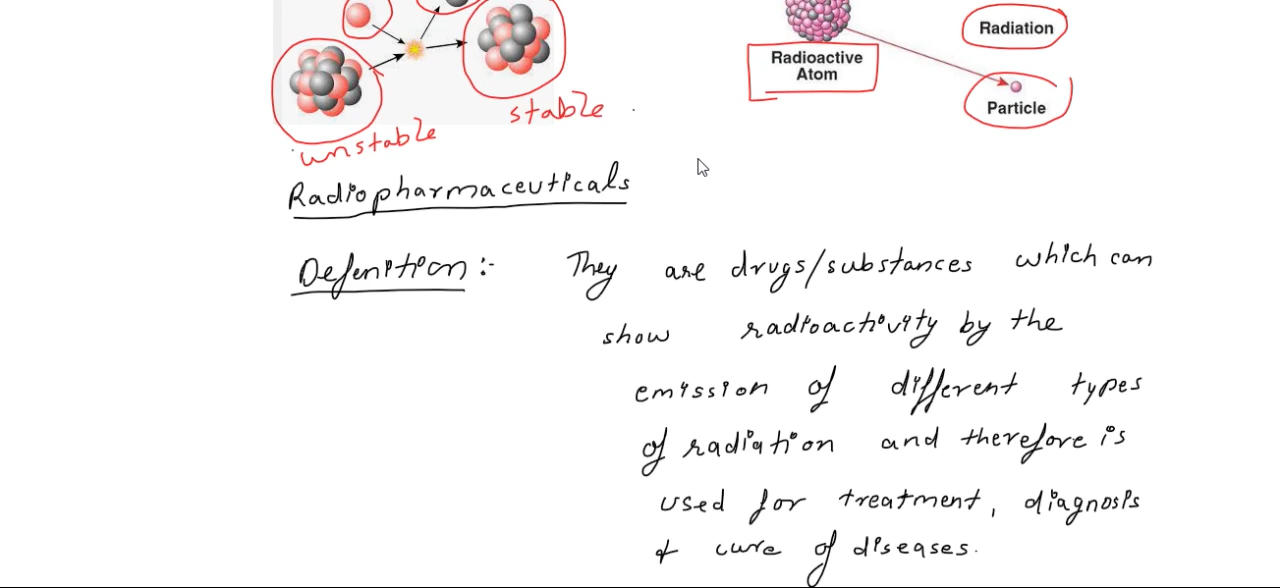 Radiation
Radioactive
Atom
Particle
stable
unstable
Radiopharmaceuticals
Defenition :- They are drugs/substances which can
show radioactivity by the
emission of different types
of radiation and therefore is
used for treatment, diagnosis
& cure of diseases.